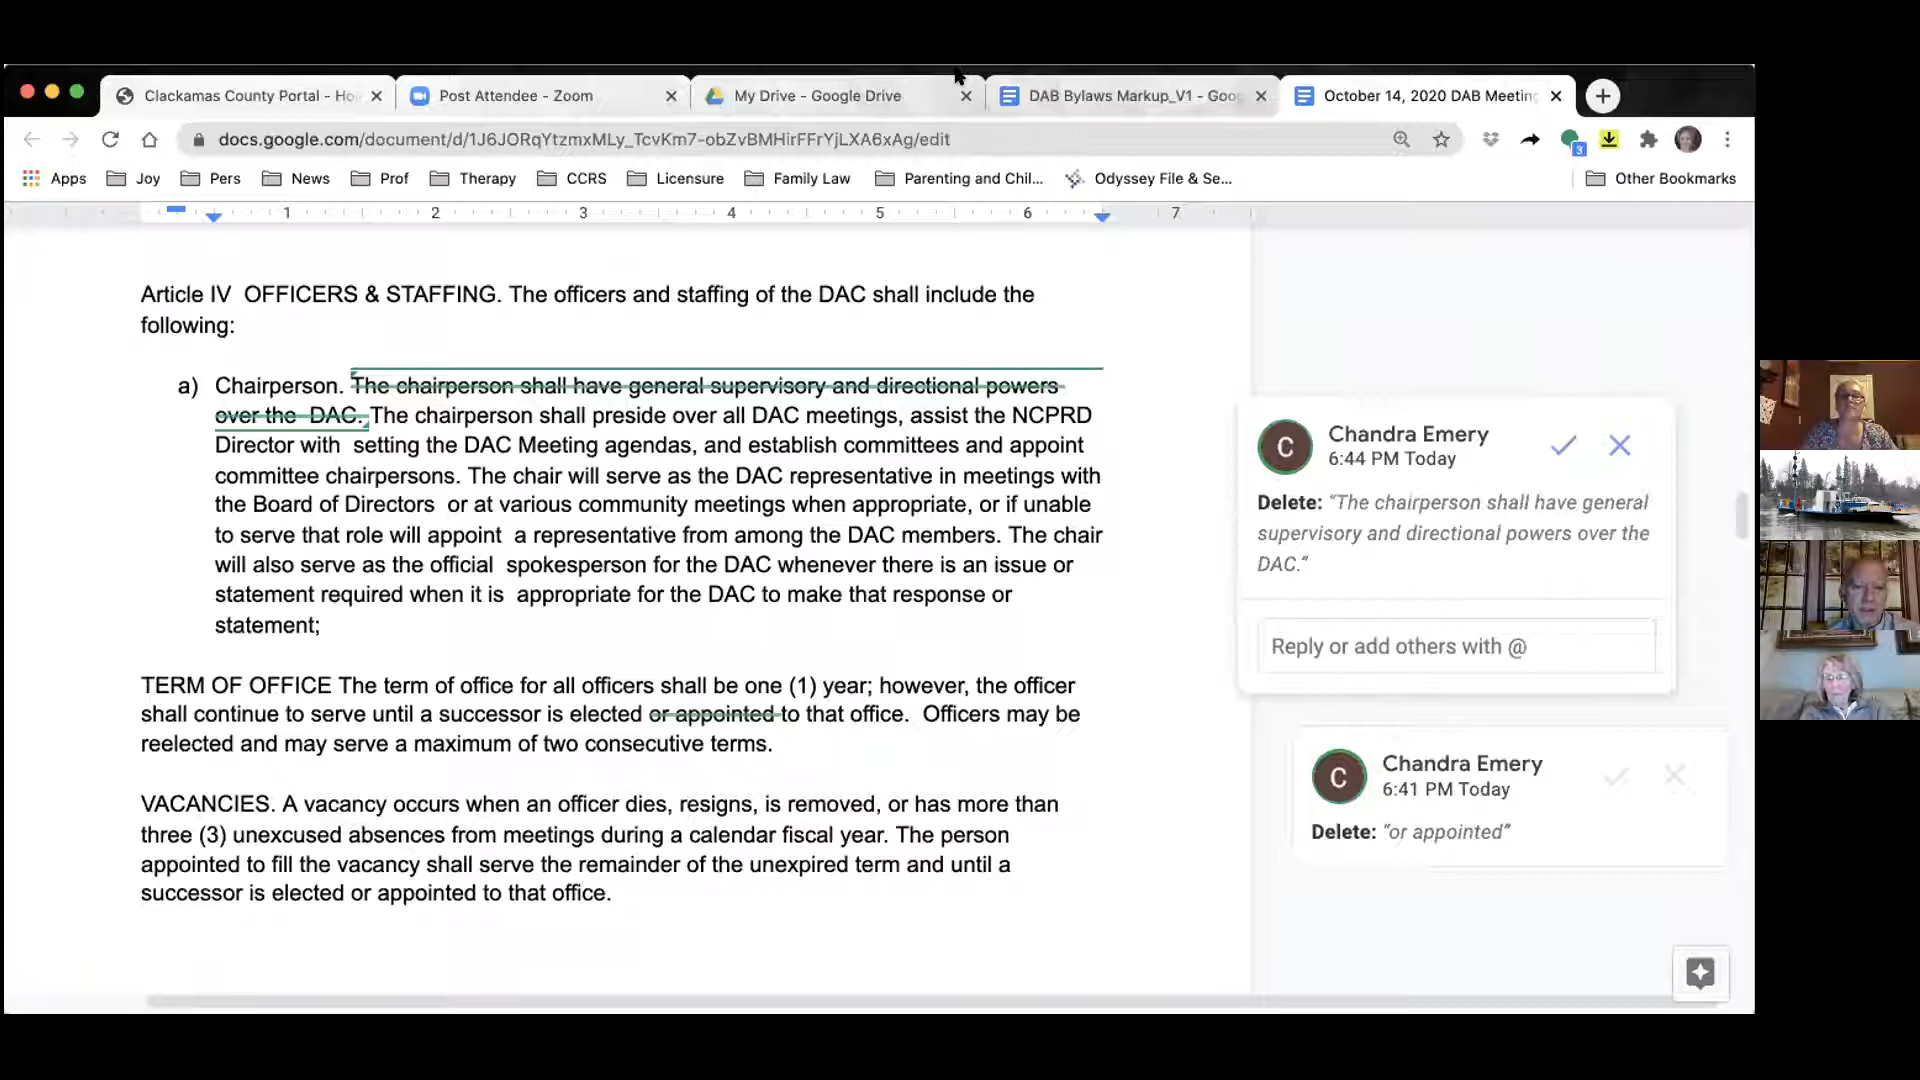 Clackamas County Portal - Ho
Post Attendee - Zoom
My Drive - Google Drive
DAB Bylaws Markup_V1 - Goo
October 14, 2020 DAB Meetin
docs.google.com/document/d/1J6JORqYtzmxMLy_TcvKm7-obZvBMHirFFrYjLXA6xAg/edit
3
Apps
Joy
Pers
News
Prof
Therapy
CCRS
Licensure
Family Law
Parenting and Chil...
Odyssey File & Se...
Other Bookmarks
1 2 3 4 5 6 7
Article IV OFFICERS & STAFFING. The officers and staffing of the DAC shall include the
following:
a) Chairperson. The chairperson shall have general supervisory and directional powers
over the DAC. The chairperson shall preside over all DAC meetings, assist the NCPRD
Director with setting the DAC Meeting agendas, and establish committees and appoint
committee chairpersons. The chair will serve as the DAC representative in meetings with
the Board of Directors or at various community meetings when appropriate, or if unable
to serve that role will appoint a representative from among the DAC members. The chair
will also serve as the official spokesperson for the DAC whenever there is an issue or
statement required when it is appropriate for the DAC to make that response or
statement;
TERM OF OFFICE The term of office for all officers shall be one (1) year; however, the officer
shall continue to serve until a successor is elected or appointed to that office. Officers may be
reelected and may serve a maximum of two consecutive terms.
VACANCIES. A vacancy occurs when an officer dies, resigns, is removed, or has more than
three (3) unexcused absences from meetings during a calendar fiscal year. The person
appointed to fill the vacancy shall serve the remainder of the unexpired term and until a
successor is elected or appointed to that office.
C
Chandra Emery
6:44 PM Today
Delete: "The chairperson shall have general
supervisory and directional powers over the
DAC."
Reply or add others with @
C
Chandra Emery
6:41 PM Today
Delete: "or appointed"